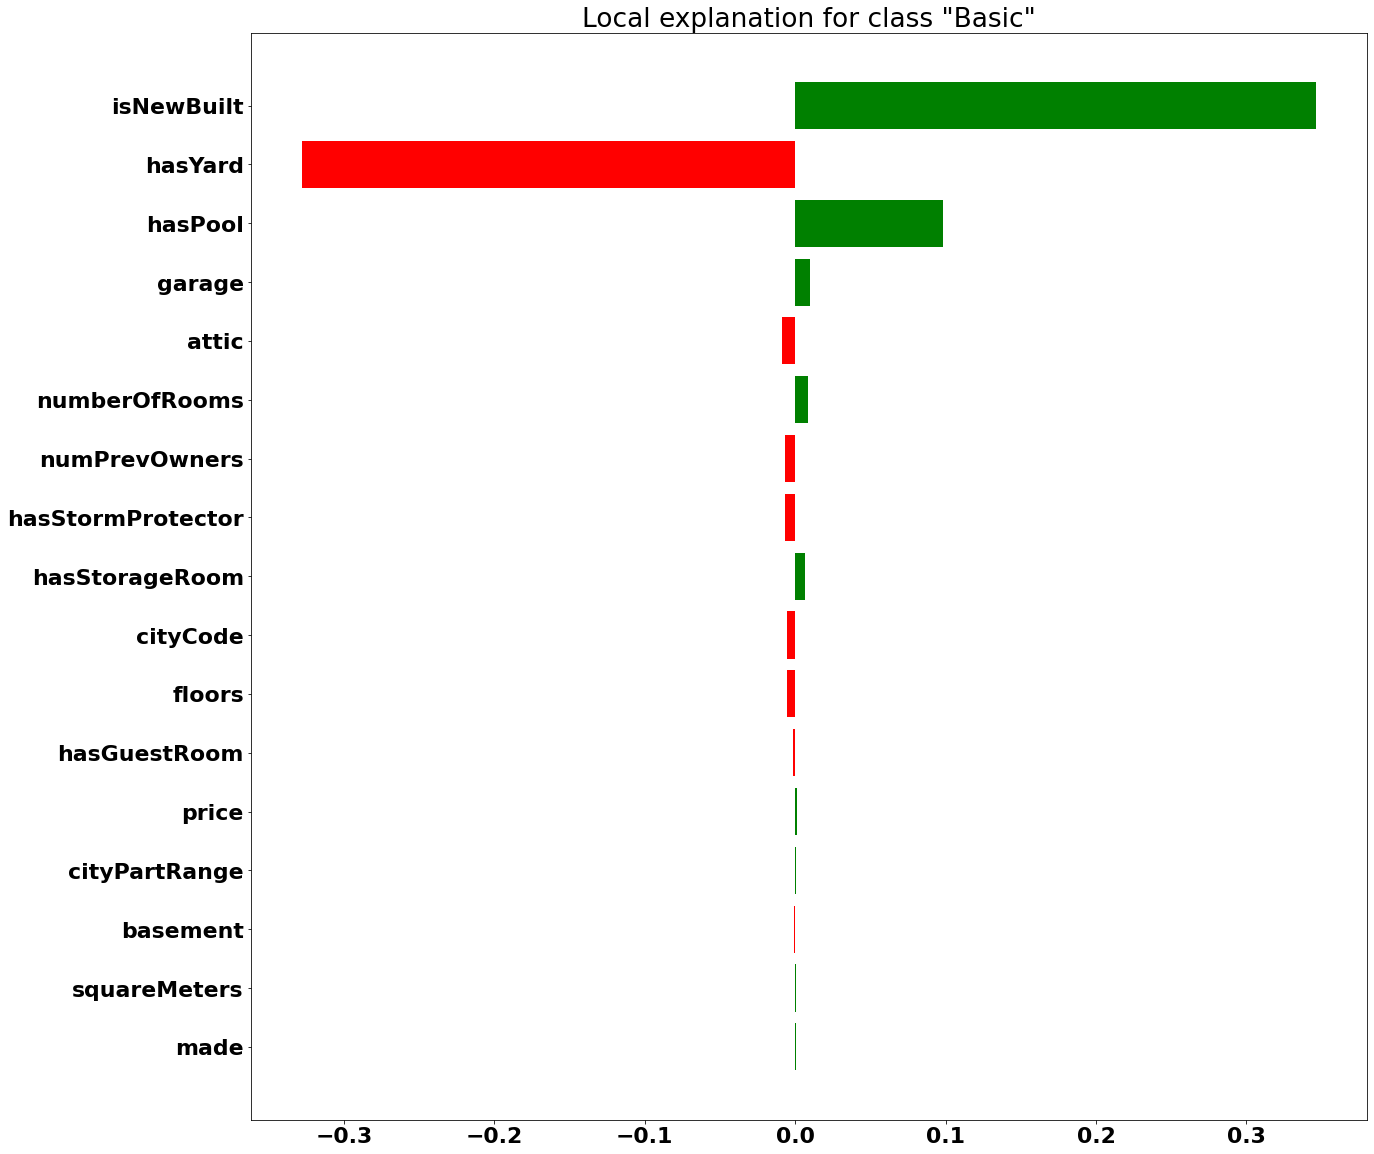 Local explanation for class "Basic"
isNewBuilt
hasYard
hasPool
garage
attic
numberOfRooms
numPrevOwners
hasStormProtector
hasStorageRoom
cityCode
floors
hasGuestRoom
price
cityPartRange
basement
squareMeters
made
−0.3 −0.2 −0.1 0.0 0.1 0.2 0.3